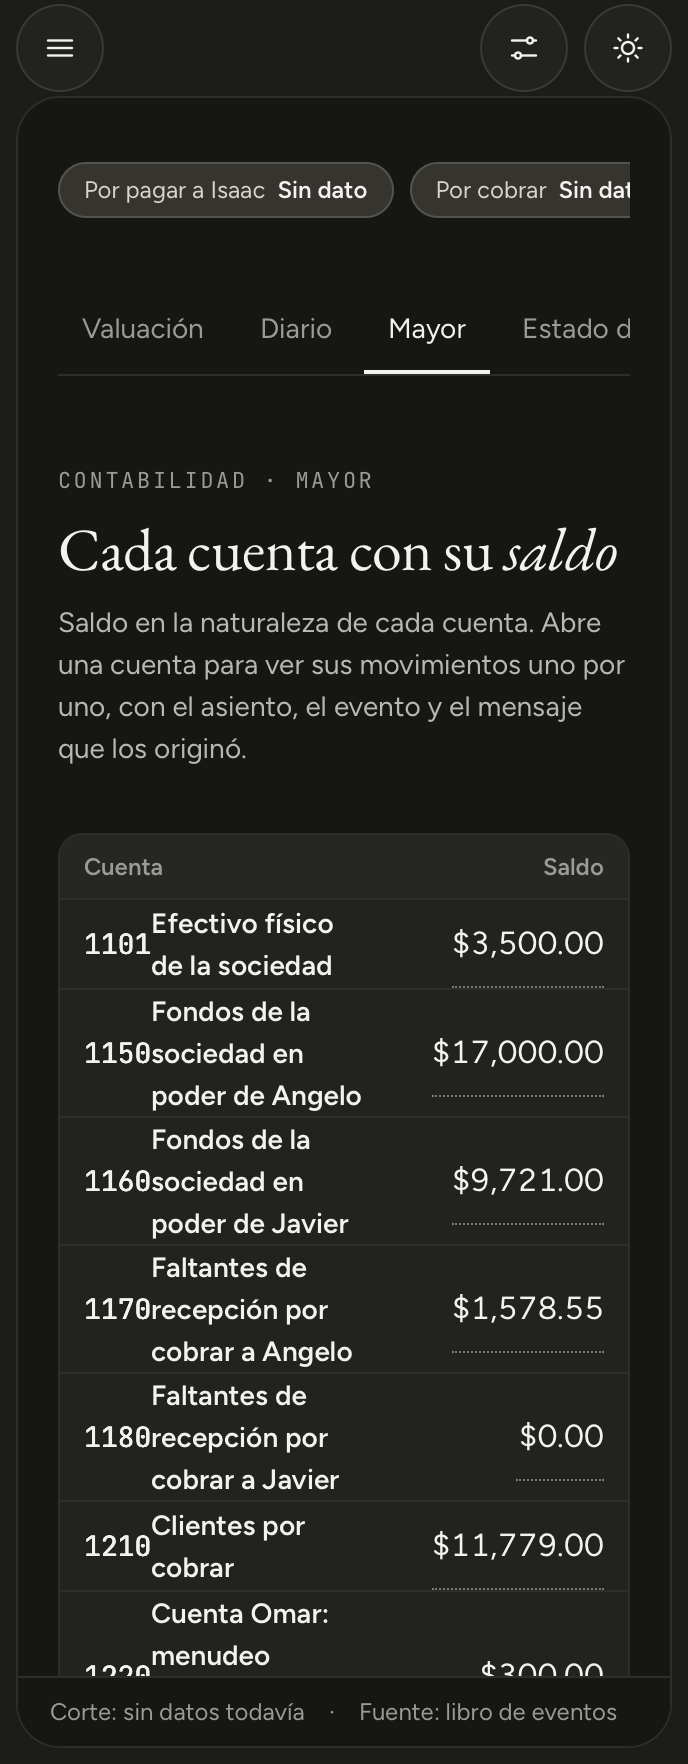 Por pagar a Isaac Sin dato Por cobrar Sin dat
Valuación Diario Mayor Estado d
CONTABILIDAD · MAYOR
Cada cuenta con su saldo
Saldo en la naturaleza de cada cuenta. Abre
una cuenta para ver sus movimientos uno por
uno, con el asiento, el evento y el mensaje
que los originó.
Cuenta Saldo
1101 Efectivo físico
de la sociedad $3,500.00
1150 Fondos de la
sociedad en
poder de Angelo $17,000.00
1160 Fondos de la
sociedad en
poder de Javier $9,721.00
1170 Faltantes de
recepción por
cobrar a Angelo $1,578.55
1180 Faltantes de
recepción por
cobrar a Javier $0.00
1210 Clientes por
cobrar $11,779.00
1220 Cuenta Omar:
menudeo $300.00
Corte: sin datos todavía · Fuente: libro de eventos